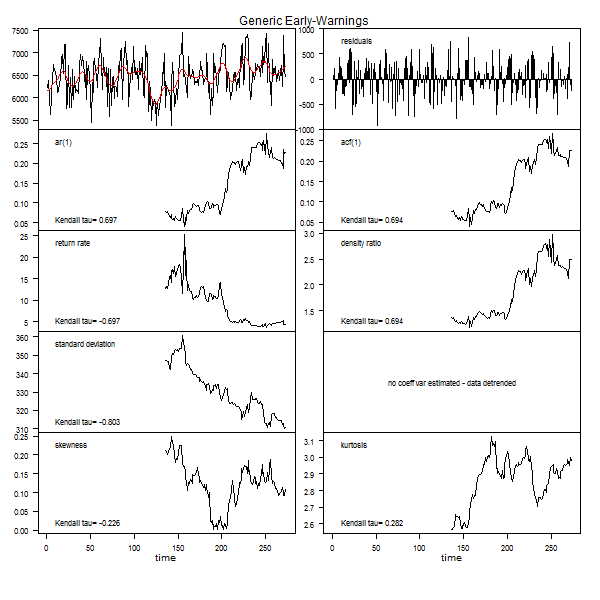 Generic Early-Warnings
7500
7000
6500
6000
5500
1000
500
0
-500
-1000
residuals
ar(1)
0.25
0.20
0.15
0.10
0.05
Kendall tau= 0.697
acf(1)
0.25
0.20
0.15
0.10
0.05
Kendall tau= 0.694
return rate
25
20
15
10
5
Kendall tau= -0.697
density ratio
3.0
2.5
2.0
1.5
Kendall tau= 0.694
standard deviation
360
350
340
330
320
310
Kendall tau= -0.803
no coeff var estimated - data detrended
skewness
0.25
0.20
0.15
0.10
0.05
0.00
Kendall tau= -0.226
kurtosis
3.1
3.0
2.9
2.8
2.7
2.6
Kendall tau= 0.282
0 50 100 150 200 250
0 50 100 150 200 250
time
time